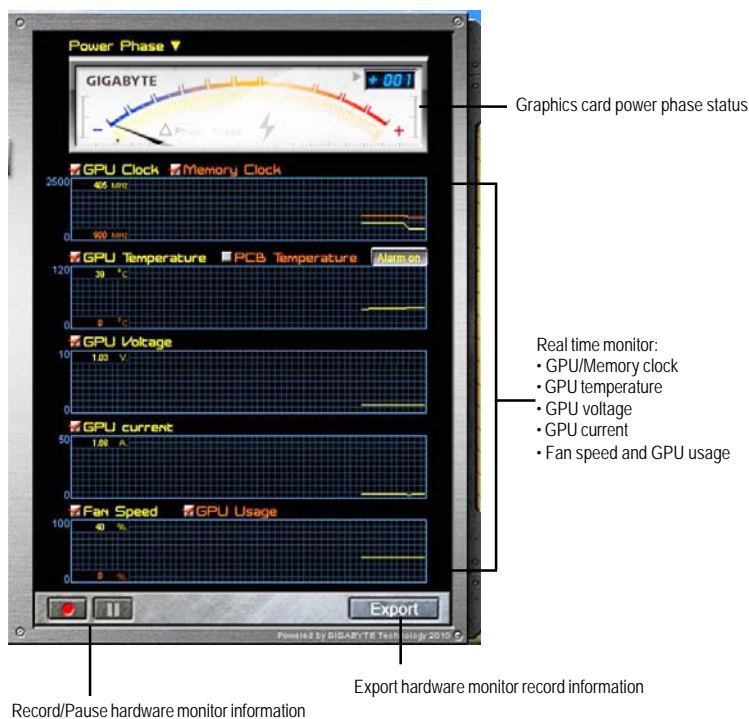 Power Phase ▼
GIGABYTE
+ 001
Graphics card power phase status
- Power Phase +
GPU Clock Memory Clock
2500 405 MHz
0 900 MHz
GPU Temperature PCB Temperature Alarm on
120 39 °C
0 0 °C
GPU Voltage
10 1.03 V.
0
GPU current
50 1.08 A.
0
Fan Speed GPU Usage
100 40 %.
0 0 %.
Real time monitor:
• GPU/Memory clock
• GPU temperature
• GPU voltage
• GPU current
• Fan speed and GPU usage
Export
Powered by GIGABYTE Technology 2010
Export hardware monitor record information
Record/Pause hardware monitor information